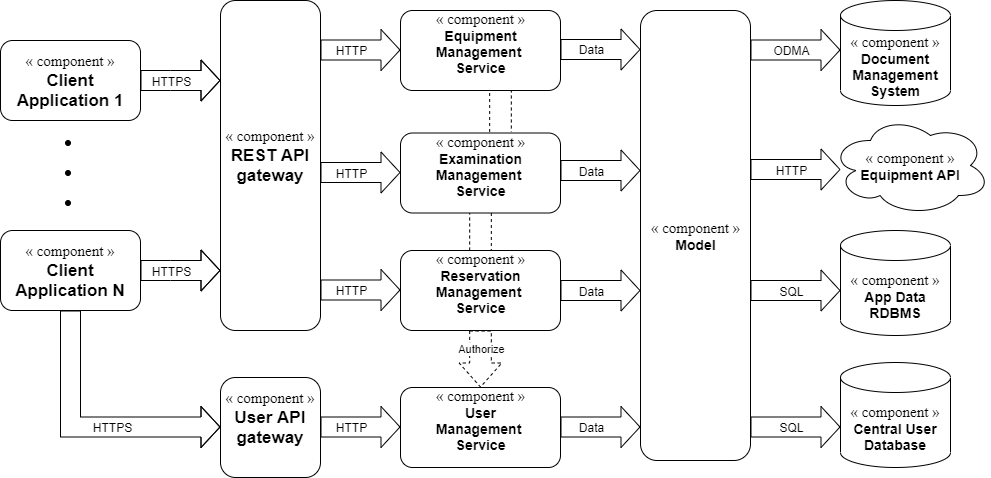 « component »
Client
Application 1
HTTPS
« component »
Client
Application N
HTTPS
HTTPS
« component »
REST API
gateway
« component »
User API
gateway
HTTP
HTTP
HTTP
HTTP
« component »
Equipment
Management
Service
« component »
Examination
Management
Service
« component »
Reservation
Management
Service
Authorize
« component »
User
Management
Service
Data
Data
Data
Data
« component »
Model
ODMA
HTTP
SQL
SQL
« component »
Document
Management
System
« component »
Equipment API
« component »
App Data
RDBMS
« component »
Central User
Database